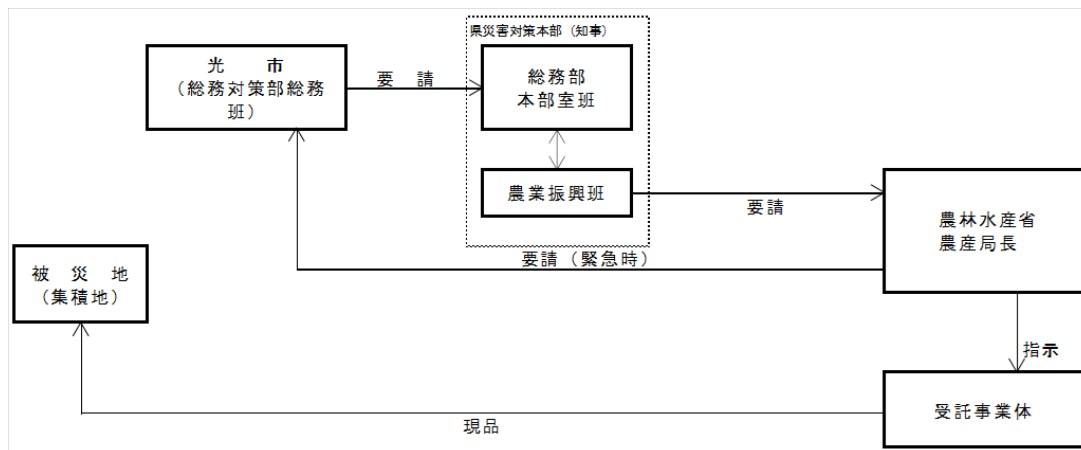 県災害対策本部（知事）
光　市
（総務対策部総務
班）
要　請
総務部
本部室班
農業振興班
要請
農林水産省
農産局長
要請（緊急時）
被　災　地
（集積地）
指示
受託事業体
現品